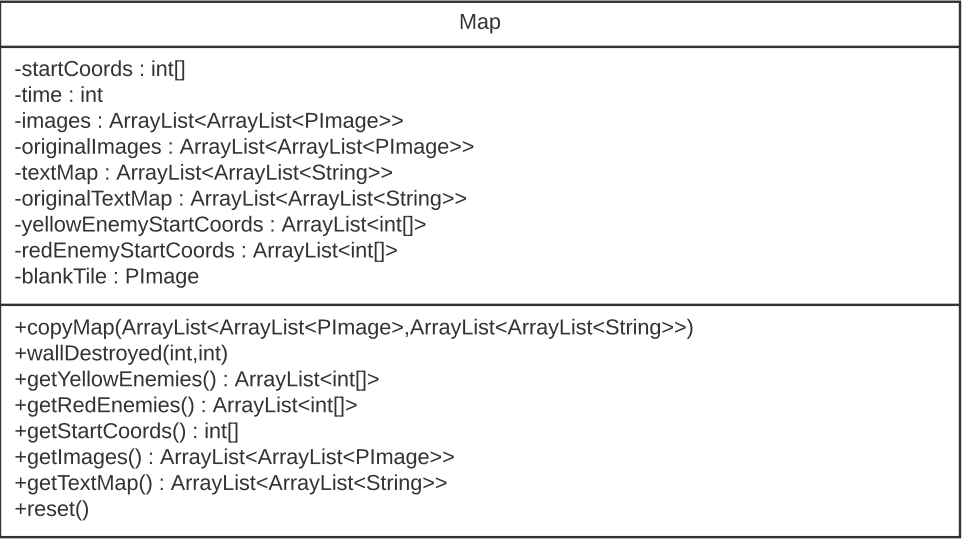 Map
-startCoords : int[]
-time : int
-images : ArrayList<ArrayList<PImage>>
-originalImages : ArrayList<ArrayList<PImage>>
-textMap : ArrayList<ArrayList<String>>
-originalTextMap : ArrayList<ArrayList<String>>
-yellowEnemyStartCoords : ArrayList<int[]>
-redEnemyStartCoords : ArrayList<int[]>
-blankTile : PImage
+copyMap(ArrayList<ArrayList<PImage>,ArrayList<ArrayList<String>>)
+wallDestroyed(int,int)
+getYellowEnemies() : ArrayList<int[]>
+getRedEnemies() : ArrayList<int[]>
+getStartCoords() : int[]
+getImages() : ArrayList<ArrayList<PImage>>
+getTextMap() : ArrayList<ArrayList<String>>
+reset()